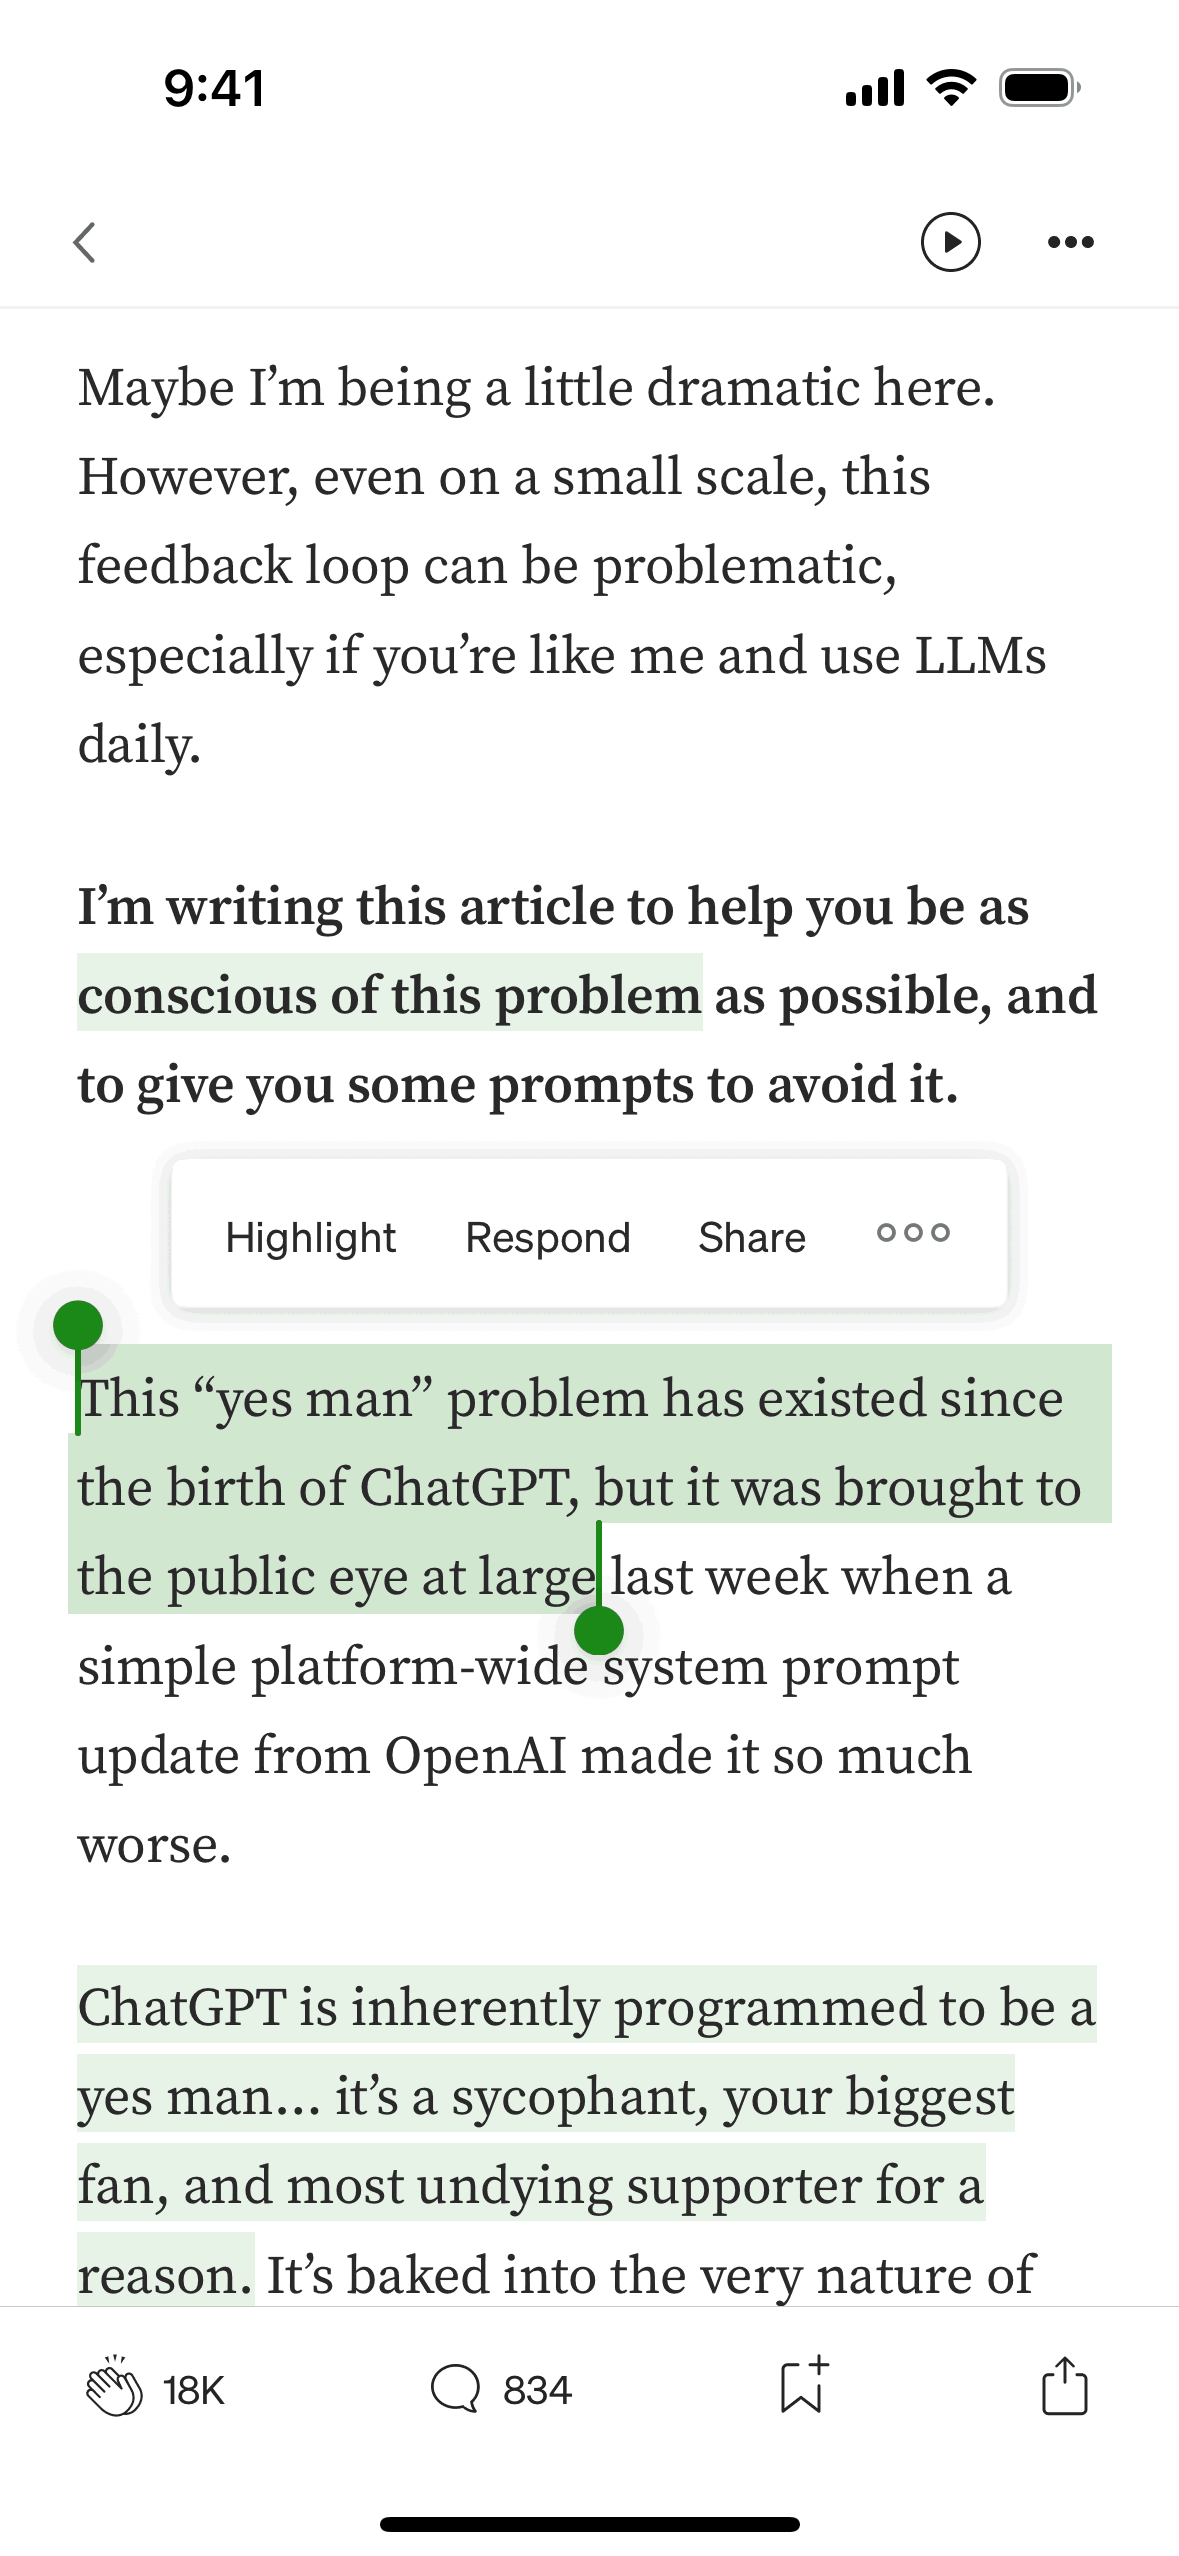 9:41
Maybe I’m being a little dramatic here.
However, even on a small scale, this
feedback loop can be problematic,
especially if you’re like me and use LLMs
daily.
I’m writing this article to help you be as
conscious of this problem as possible, and
to give you some prompts to avoid it.
Highlight Respond Share
This “yes man” problem has existed since
the birth of ChatGPT, but it was brought to
the public eye at large last week when a
simple platform-wide system prompt
update from OpenAI made it so much
worse.
ChatGPT is inherently programmed to be a
yes man… it’s a sycophant, your biggest
fan, and most undying supporter for a
reason. It’s baked into the very nature of
18K 834